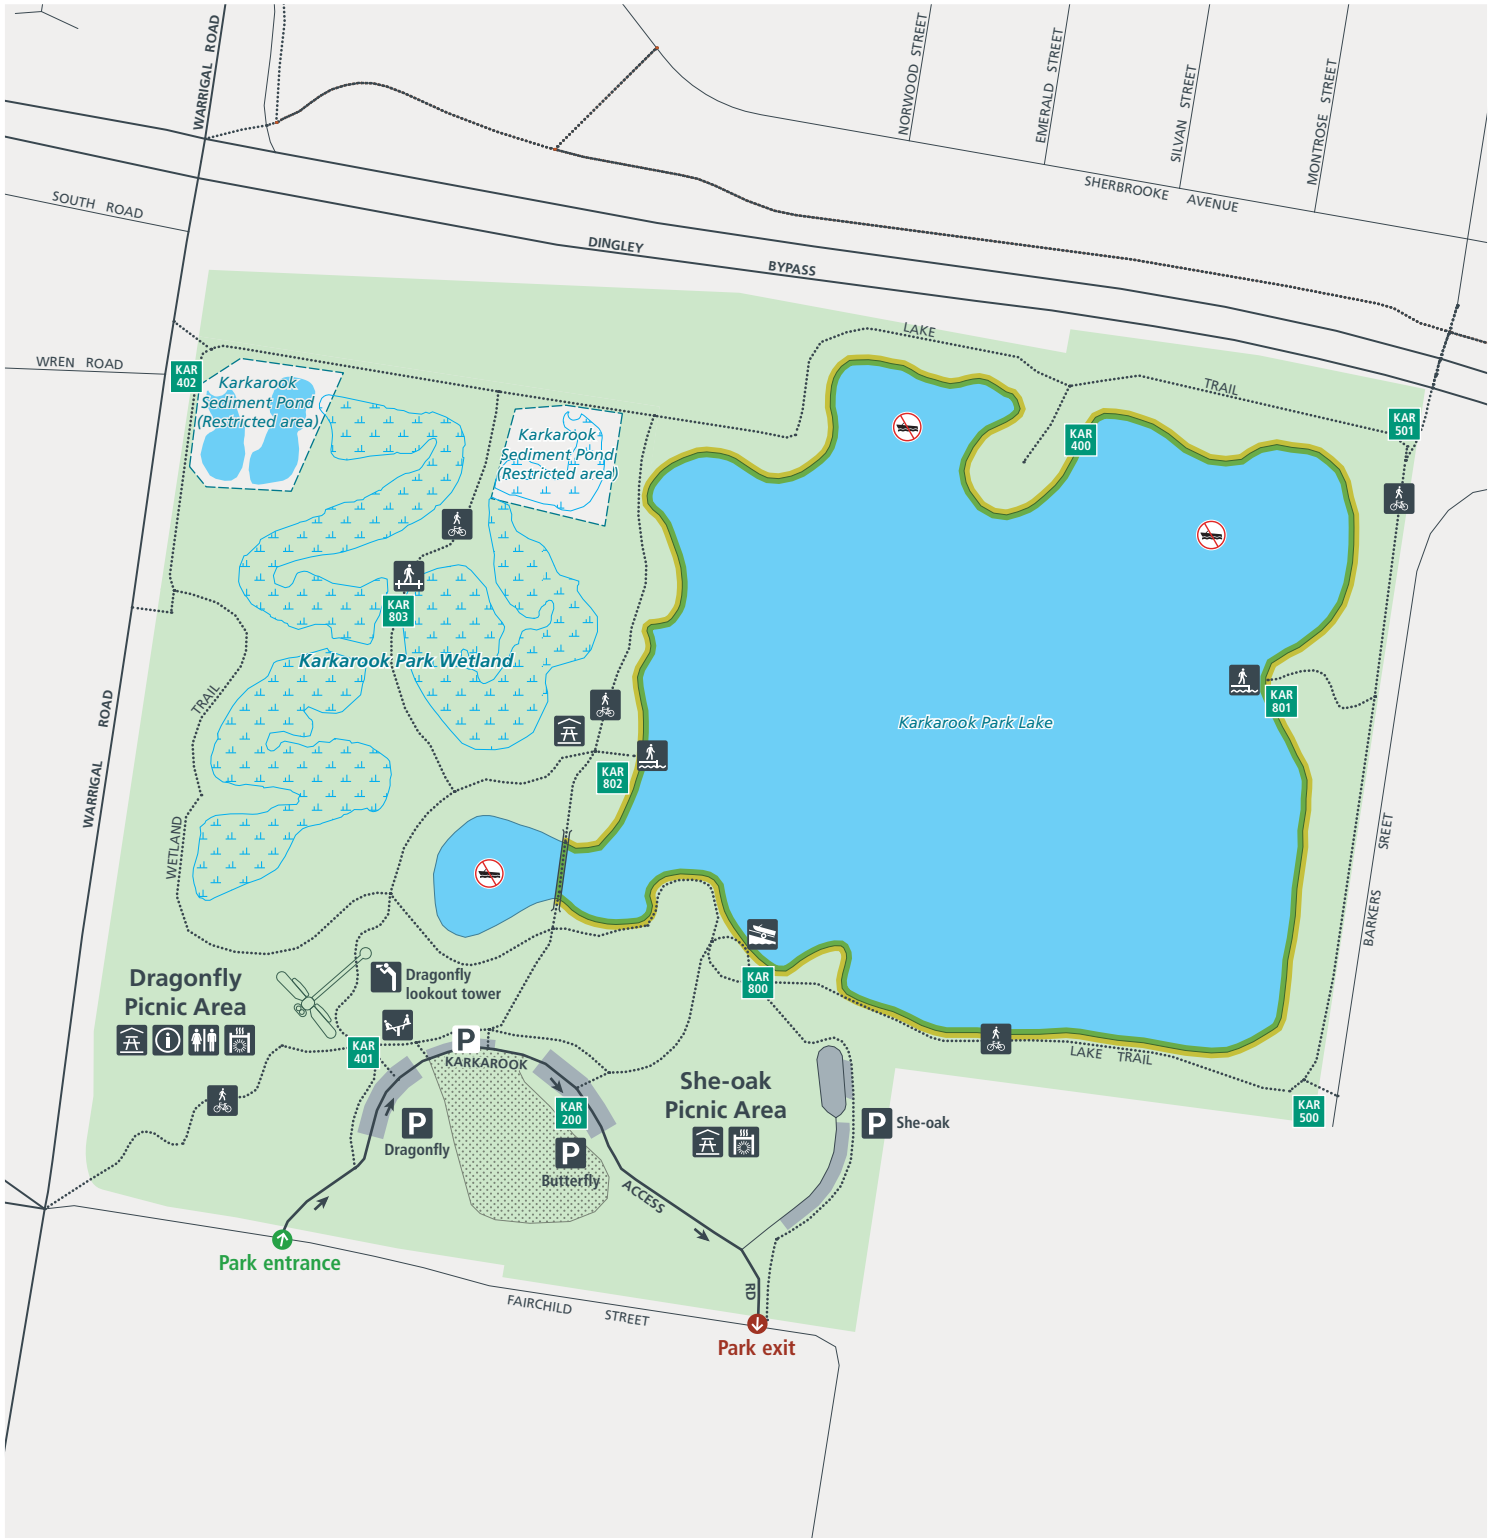 WARRIGAL ROAD
NORWOOD STREET
EMERALD STREET
SILVAN STREET
MONTROSE STREET
SHERBROOKE AVENUE
SOUTH ROAD
DINGLEY
BYPASS
LAKE
TRAIL
WREN ROAD
KAR
402
Karkarook
Sediment Pond
(Restricted area)
Karkarook
Sediment Pond
(Restricted area)
KAR
400
KAR
501
KAR
803
Karkarook Park Wetland
TRAIL
WETLAND
WARRIGAL ROAD
KAR
802
Karkarook Park Lake
KAR
801
BARKERS SREET
Dragonfly
Picnic Area
i
Dragonfly
lookout tower
KAR
800
KAR
401
P
KARKAROOK
P
Dragonfly
KAR
200
P
Butterfly
She-oak
Picnic Area
P
She-oak
LAKE TRAIL
KAR
500
ACCESS
RD
Park entrance
FAIRCHILD STREET
Park exit